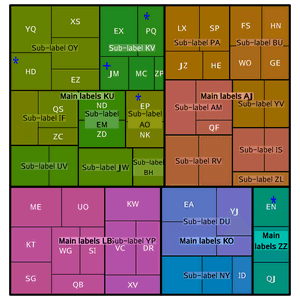 YQ
XS
Sub-label OY
HD
EZ
EX
PQ
Sub-label KV
JM
MC
ZP
LX
SP
Sub-label PA
JZ
HE
FS
HN
Sub-label BU
WO
GE
Main labels KU
QS
Sub-label IF
ZC
ND
Sub-label EM
ZD
EP
Sub-label AO
NK
Sub-label UV
Sub-label JW
Sub-label BH
Main labels AJ
Sub-label AM
QF
Sub-label YV
Sub-label RV
Sub-label IS
Sub-label ZL
ME
UO
KW
KT
Main labels LB
Sub-label YP
WG
SI
VC
DR
SG
QB
XV
EA
YJ
Sub-label DU
Main labels KO
Sub-label NY
ID
EN
Main labels ZZ
QJ